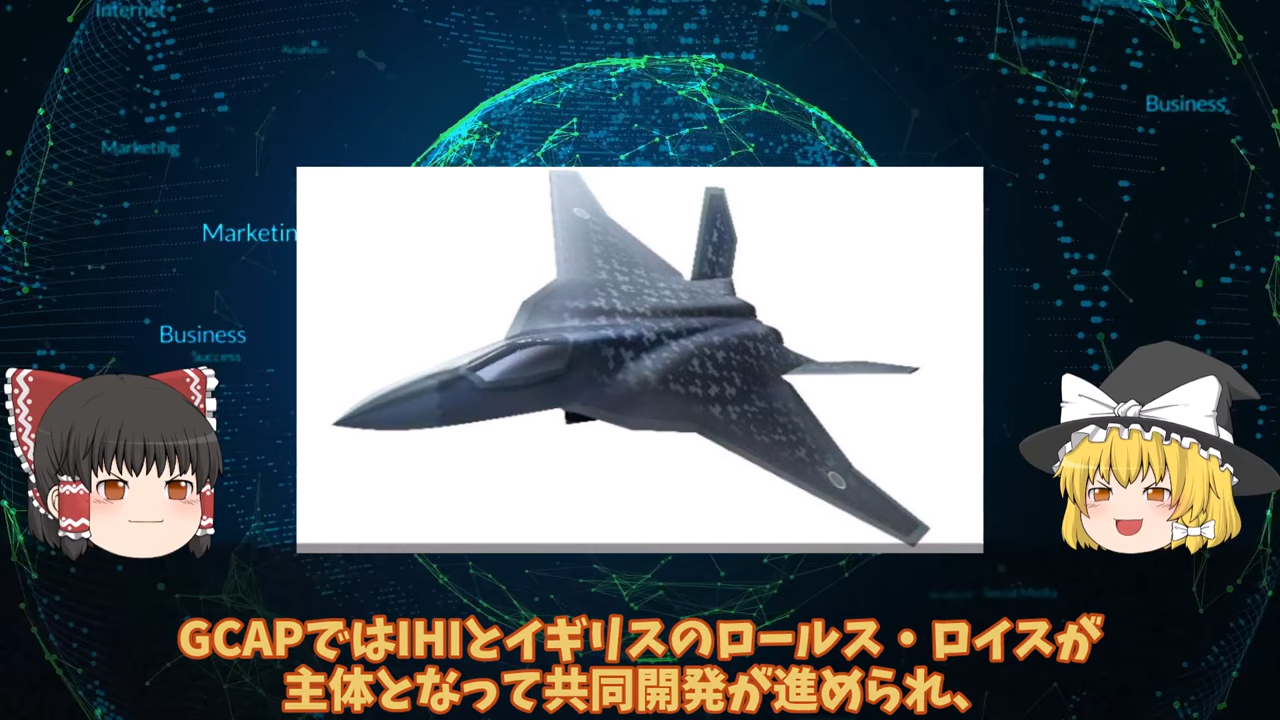 Internet
Business
Marketing
Marketin
Business
Success
GCAPではIHIとイギリスのロールス・ロイスが
主体となって共同開発が進められ、